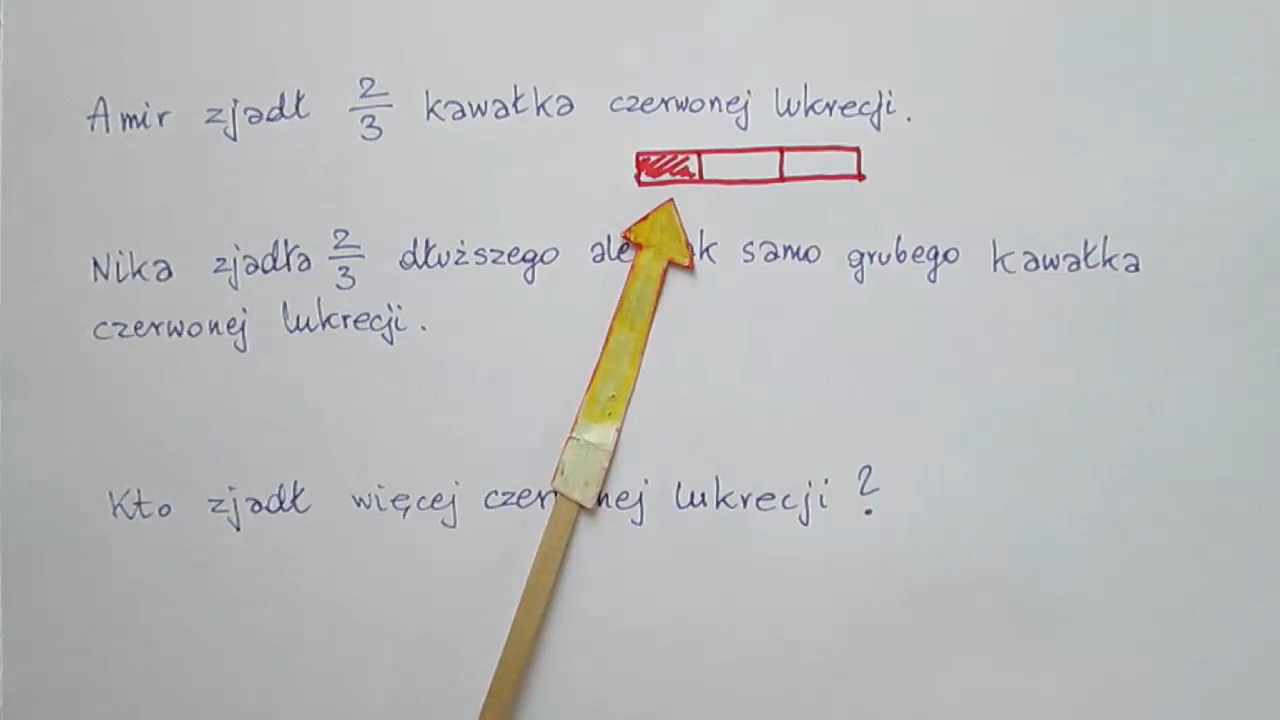 Amir zjadł 2/3 kawałka czerwonej lukrecji.
Nika zjadła 2/3 dłuższego ale samo grubego kawałka
czerwonej lukrecji.
Kto zjadł więcej lukrecji?